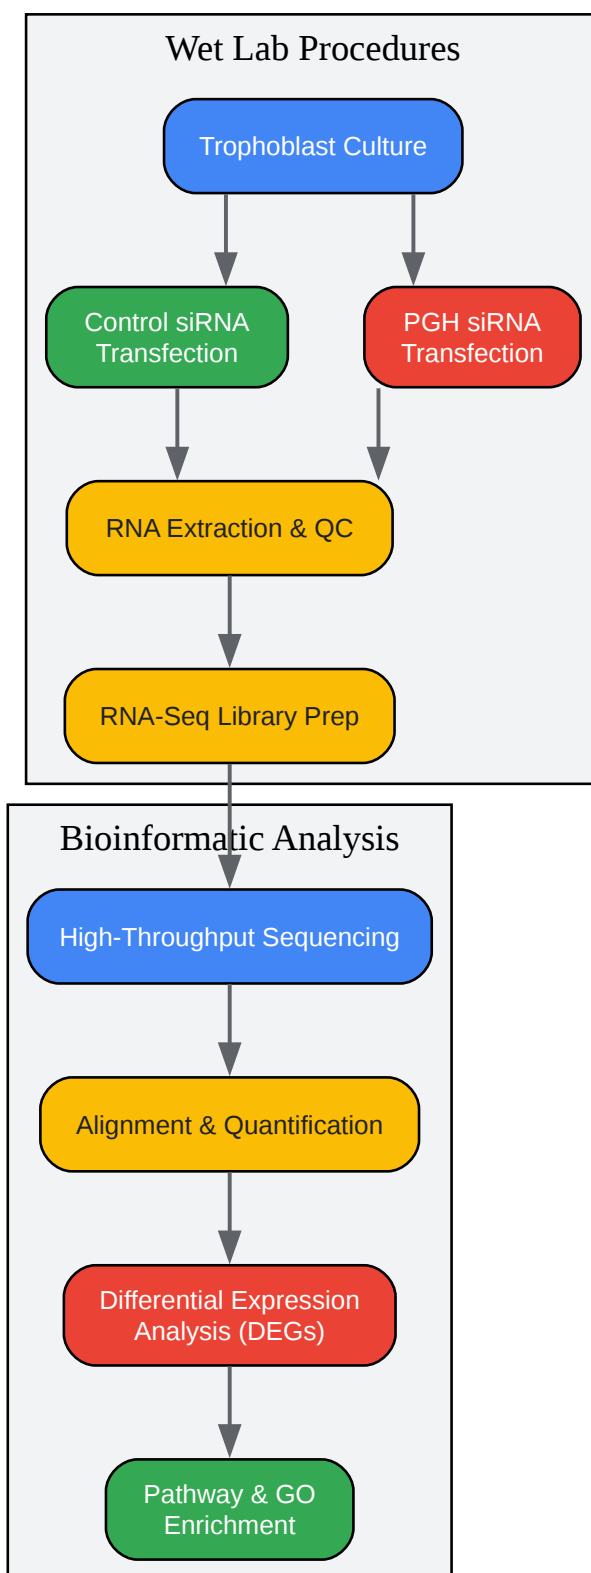 Wet Lab Procedures
Trophoblast Culture
Control siRNA
Transfection
PGH siRNA
Transfection
RNA Extraction & QC
RNA-Seq Library Prep
Bioinformatic Analysis
High-Throughput Sequencing
Alignment & Quantification
Differential Expression
Analysis (DEGs)
Pathway & GO
Enrichment